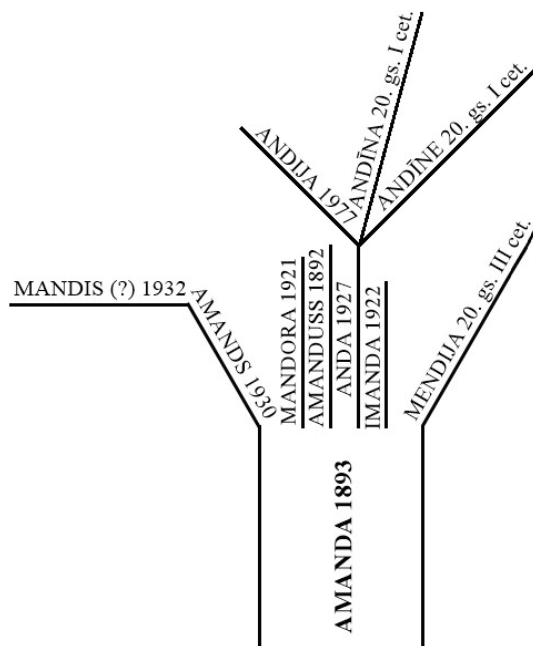 ANDĪNA 20. gs. I cet.
ANDĪNE 20. gs. I cet.
ANDIJA 1977
MANDIS (?) 1932
AMANDS 1930
MANDORA 1921
AMANDUSS 1892
ANDA 1927
IMANDA 1922
MENDIJA 20. gs. III cet.
AMANDA 1893